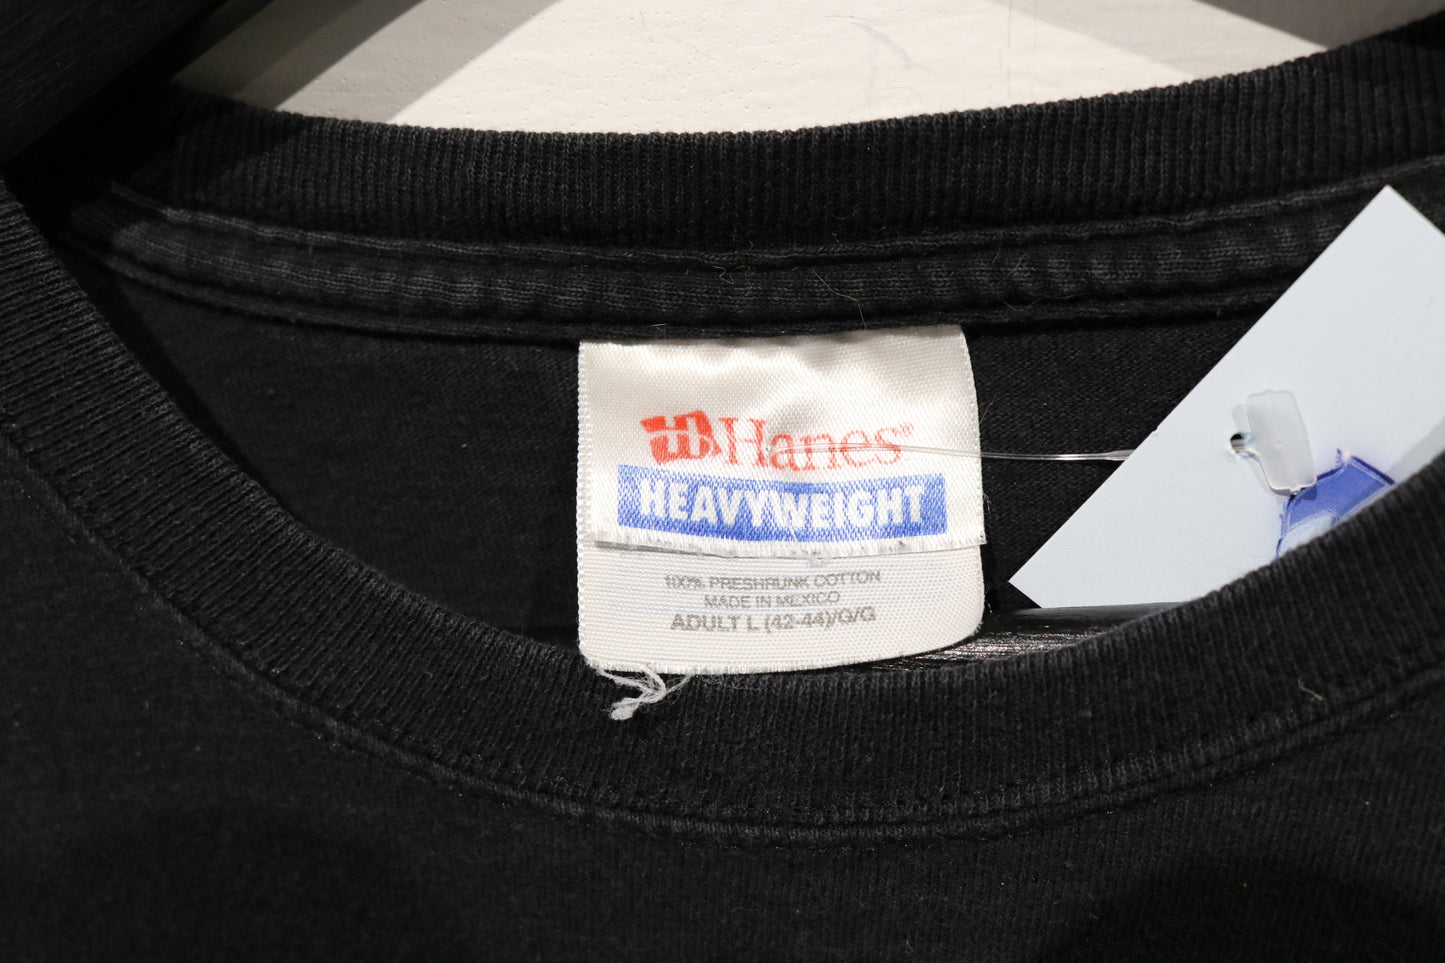 Hanes®
HEAVYWEIGHT
100% PRESHRUNK COTTON
MADE IN MEXICO
ADULT L (42-44)/G/G